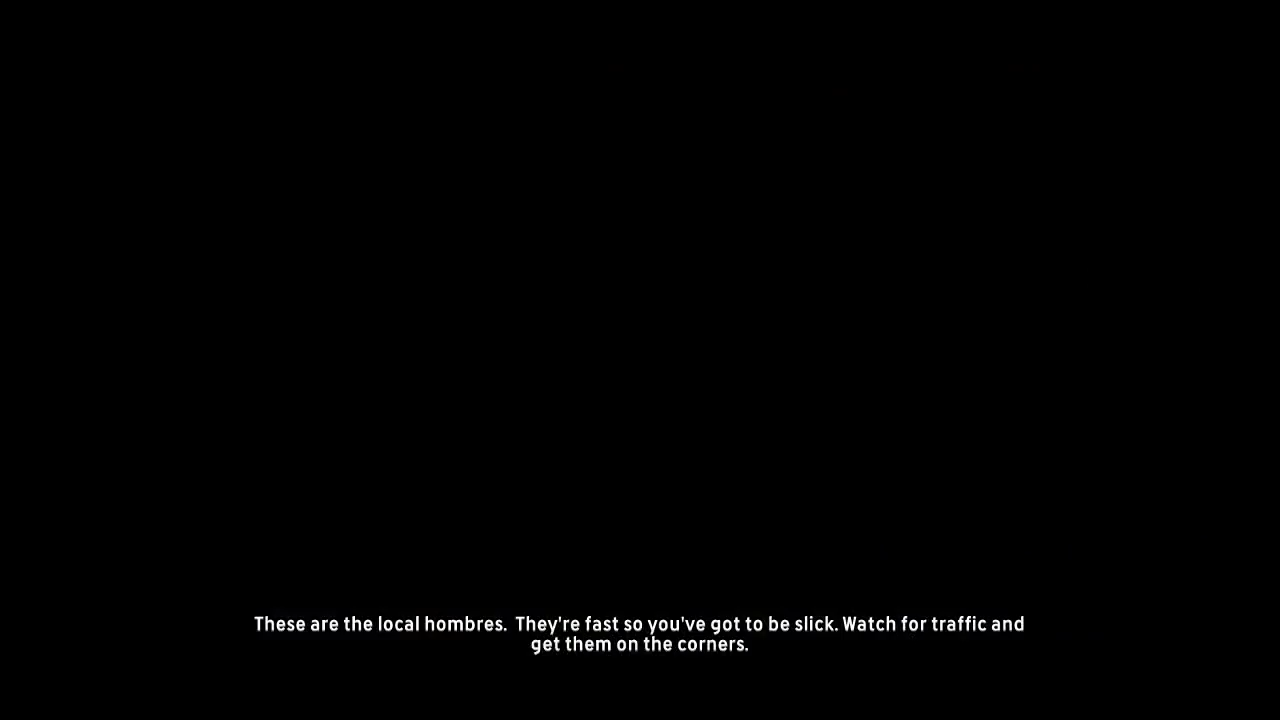 These are the local hombres.  They're fast so you've got to be slick. Watch for traffic and
get them on the corners.